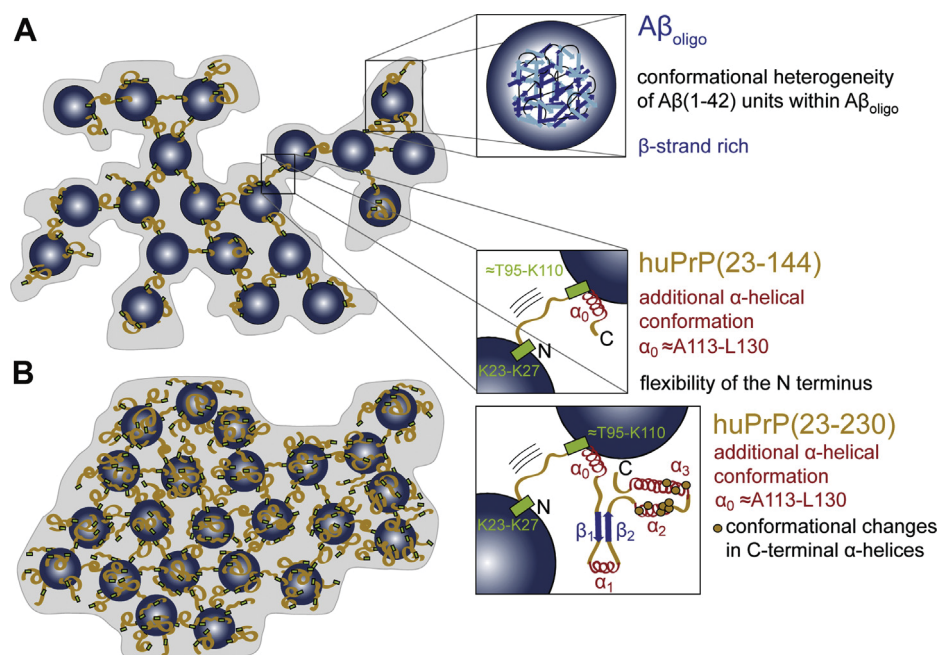 A
Aβoligo
conformational heterogeneity
of Aβ(1-42) units within Aβoligo
β-strand rich
≈T95-K110
α0
C
N
K23-K27
huPrP(23-144)
additional α-helical
conformation
α0 ≈A113-L130
flexibility of the N terminus
B
≈T95-K110
α0
C
α3
N
K23-K27
β1
β2
α2
α1
huPrP(23-230)
additional α-helical
conformation
α0 ≈A113-L130
conformational changes
in C-terminal α-helices